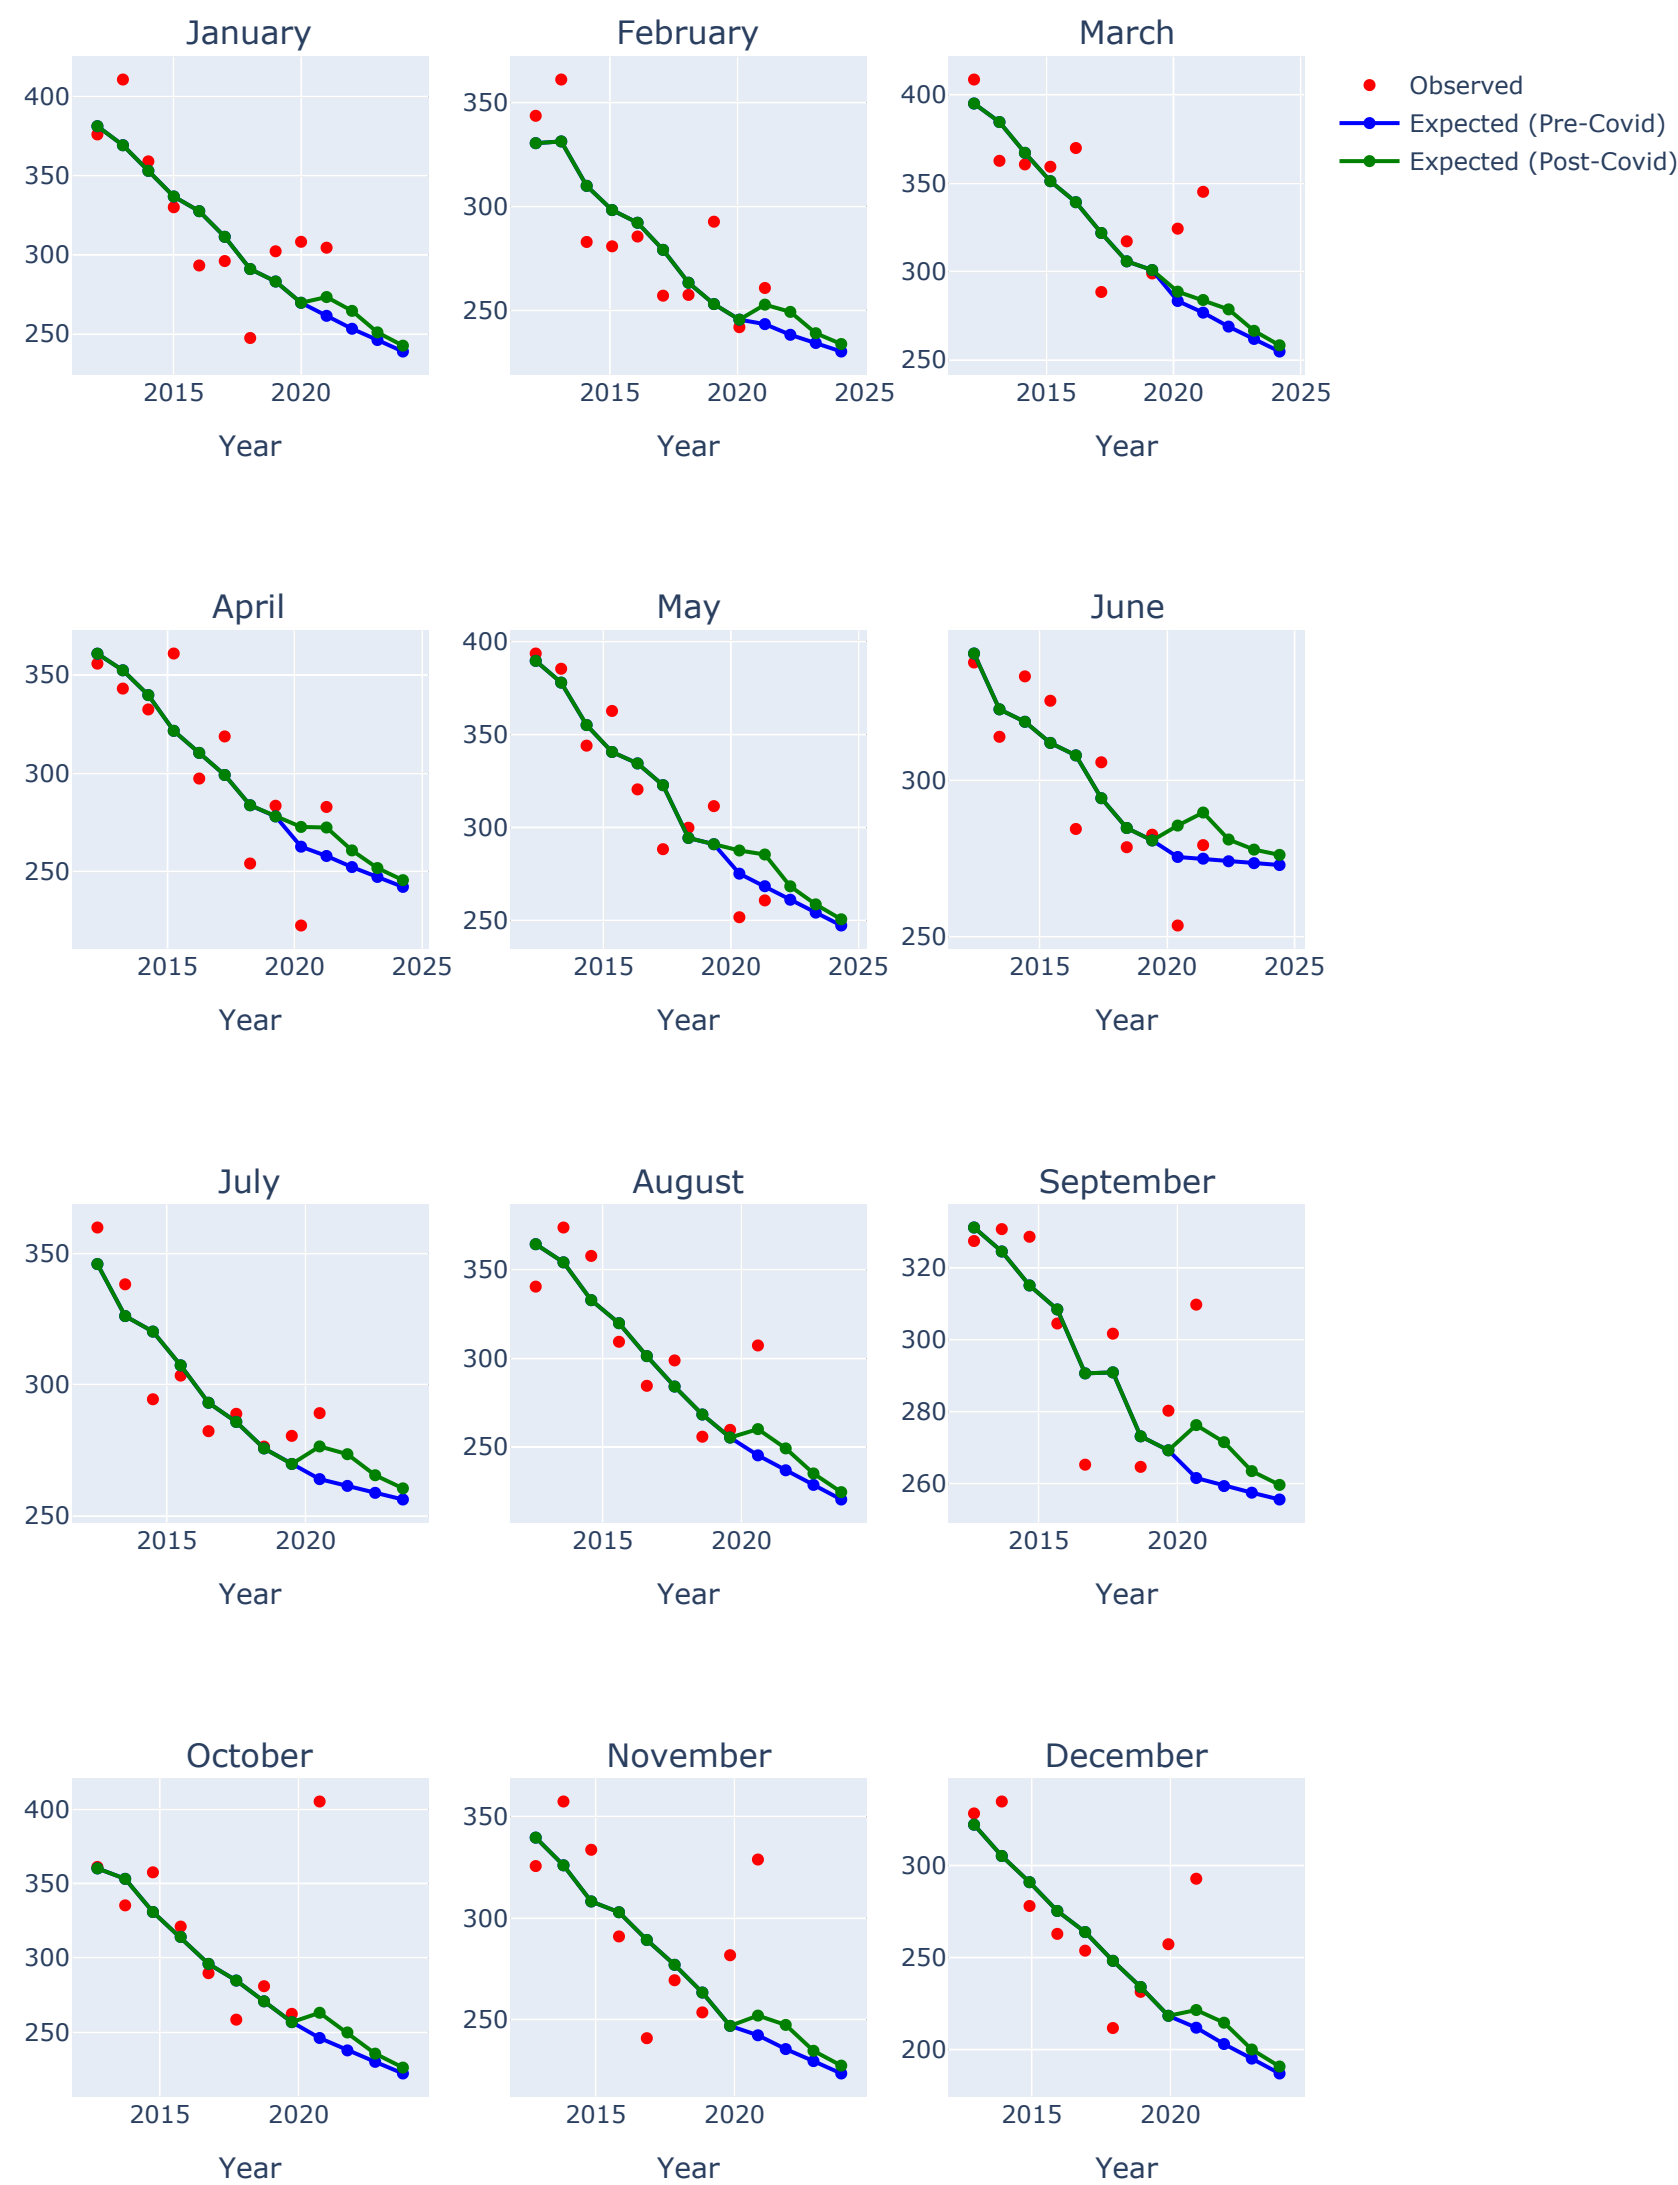 January
February
March
Observed
Expected (Pre-Covid)
Expected (Post-Covid)
400
350
300
250
2015
2020
Year
350
300
250
2015
2020
2025
Year
400
350
300
250
2015
2020
2025
Year
April
May
June
350
300
250
2015
2020
2025
Year
400
350
300
250
2015
2020
2025
Year
300
250
2015
2020
2025
Year
July
August
September
350
300
250
2015
2020
Year
350
300
250
2015
2020
Year
320
300
280
260
2015
2020
Year
October
November
December
400
350
300
250
2015
2020
Year
350
300
250
2015
2020
Year
300
250
200
2015
2020
Year